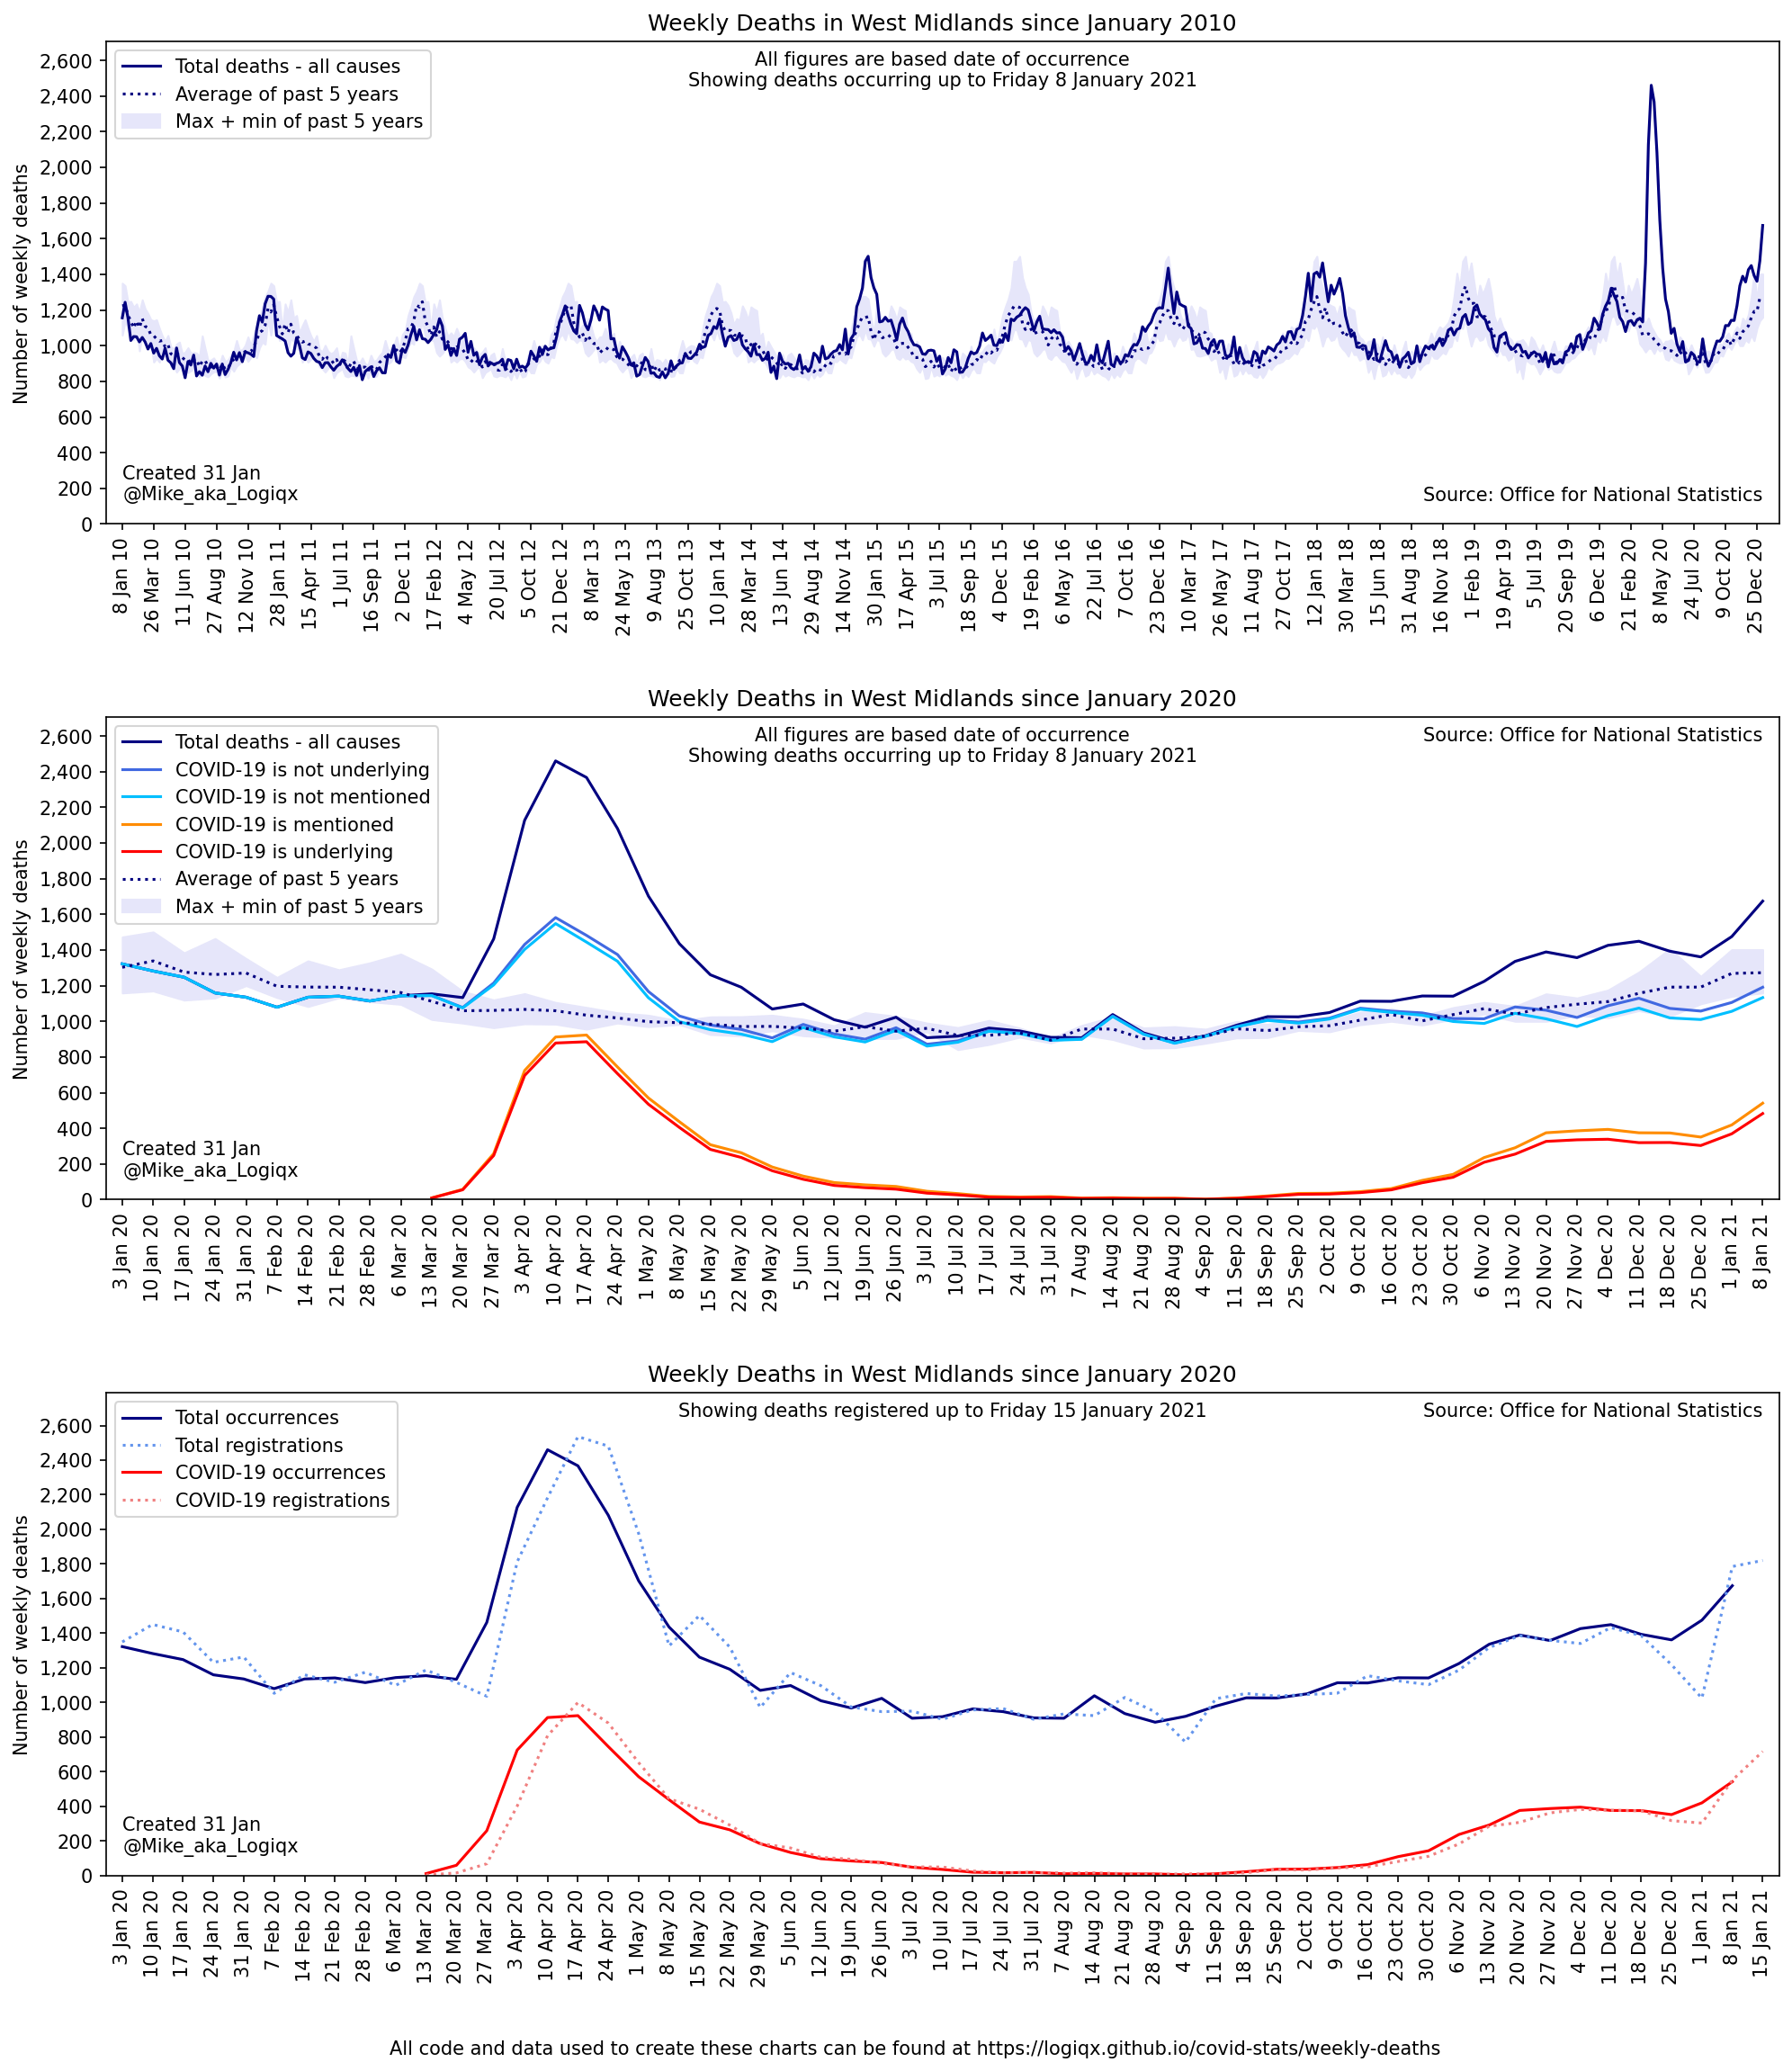 Weekly Deaths in West Midlands since January 2010
All figures are based date of occurrence
Showing deaths occurring up to Friday 8 January 2021
Total deaths - all causes
Average of past 5 years
Max + min of past 5 years
Number of weekly deaths
2,600
2,400
2,200
2,000
1,800
1,600
1,400
1,200
1,000
800
600
400
200
0
Created 31 Jan
@Mike_aka_Logiqx
Source: Office for National Statistics
8 Jan 10
26 Mar 10
11 Jun 10
27 Aug 10
12 Nov 10
28 Jan 11
15 Apr 11
1 Jul 11
16 Sep 11
2 Dec 11
17 Feb 12
4 May 12
20 Jul 12
5 Oct 12
21 Dec 12
8 Mar 13
24 May 13
9 Aug 13
25 Oct 13
10 Jan 14
28 Mar 14
13 Jun 14
29 Aug 14
14 Nov 14
30 Jan 15
17 Apr 15
3 Jul 15
18 Sep 15
4 Dec 15
19 Feb 16
6 May 16
22 Jul 16
7 Oct 16
23 Dec 16
10 Mar 17
26 May 17
11 Aug 17
27 Oct 17
12 Jan 18
30 Mar 18
15 Jun 18
31 Aug 18
16 Nov 18
1 Feb 19
19 Apr 19
5 Jul 19
20 Sep 19
6 Dec 19
21 Feb 20
8 May 20
24 Jul 20
9 Oct 20
25 Dec 20
Weekly Deaths in West Midlands since January 2020
All figures are based date of occurrence
Showing deaths occurring up to Friday 8 January 2021
Source: Office for National Statistics
Total deaths - all causes
COVID-19 is not underlying
COVID-19 is not mentioned
COVID-19 is mentioned
COVID-19 is underlying
Average of past 5 years
Max + min of past 5 years
Number of weekly deaths
2,600
2,400
2,200
2,000
1,800
1,600
1,400
1,200
1,000
800
600
400
200
0
Created 31 Jan
@Mike_aka_Logiqx
3 Jan 20
10 Jan 20
17 Jan 20
24 Jan 20
31 Jan 20
7 Feb 20
14 Feb 20
21 Feb 20
28 Feb 20
6 Mar 20
13 Mar 20
20 Mar 20
27 Mar 20
3 Apr 20
10 Apr 20
17 Apr 20
24 Apr 20
1 May 20
8 May 20
15 May 20
22 May 20
29 May 20
5 Jun 20
12 Jun 20
19 Jun 20
26 Jun 20
3 Jul 20
10 Jul 20
17 Jul 20
24 Jul 20
31 Jul 20
7 Aug 20
14 Aug 20
21 Aug 20
28 Aug 20
4 Sep 20
11 Sep 20
18 Sep 20
25 Sep 20
2 Oct 20
9 Oct 20
16 Oct 20
23 Oct 20
30 Oct 20
6 Nov 20
13 Nov 20
20 Nov 20
27 Nov 20
4 Dec 20
11 Dec 20
18 Dec 20
25 Dec 20
1 Jan 21
8 Jan 21
Weekly Deaths in West Midlands since January 2020
Showing deaths registered up to Friday 15 January 2021
Source: Office for National Statistics
Total occurrences
Total registrations
COVID-19 occurrences
COVID-19 registrations
Number of weekly deaths
2,600
2,400
2,200
2,000
1,800
1,600
1,400
1,200
1,000
800
600
400
200
0
Created 31 Jan
@Mike_aka_Logiqx
3 Jan 20
10 Jan 20
17 Jan 20
24 Jan 20
31 Jan 20
7 Feb 20
14 Feb 20
21 Feb 20
28 Feb 20
6 Mar 20
13 Mar 20
20 Mar 20
27 Mar 20
3 Apr 20
10 Apr 20
17 Apr 20
24 Apr 20
1 May 20
8 May 20
15 May 20
22 May 20
29 May 20
5 Jun 20
12 Jun 20
19 Jun 20
26 Jun 20
3 Jul 20
10 Jul 20
17 Jul 20
24 Jul 20
31 Jul 20
7 Aug 20
14 Aug 20
21 Aug 20
28 Aug 20
4 Sep 20
11 Sep 20
18 Sep 20
25 Sep 20
2 Oct 20
9 Oct 20
16 Oct 20
23 Oct 20
30 Oct 20
6 Nov 20
13 Nov 20
20 Nov 20
27 Nov 20
4 Dec 20
11 Dec 20
18 Dec 20
25 Dec 20
1 Jan 21
8 Jan 21
15 Jan 21
All code and data used to create these charts can be found at https://logiqx.github.io/covid-stats/weekly-deaths